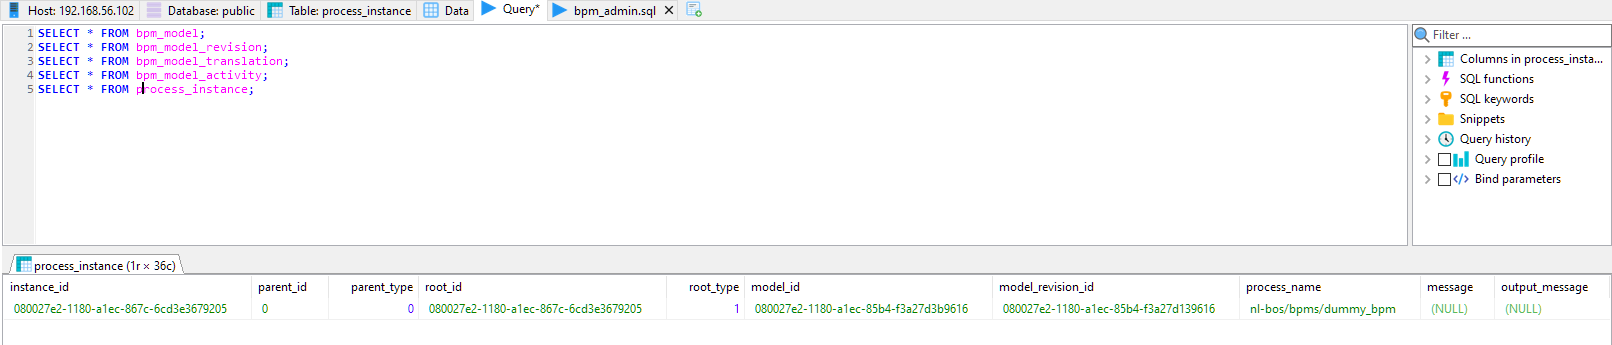 Host: 192.168.56.102 Database: public Table: process_instance Data Query* bpm_admin.sql
1 SELECT * FROM bpm_model;
2 SELECT * FROM bpm_model_revision;
3 SELECT * FROM bpm_model_translation;
4 SELECT * FROM bpm_model_activity;
5 SELECT * FROM process_instance;
Filter ...
Columns in process_insta...
SQL functions
SQL keywords
Snippets
Query history
Query profile
Bind parameters
process_instance (1r × 36c)
instance_id parent_id parent_type root_id root_type model_id model_revision_id process_name message output_message
080027e2-1180-a1ec-867c-6cd3e3679205 0 0 080027e2-1180-a1ec-867c-6cd3e3679205 1 080027e2-1180-a1ec-85b4-f3a27d3b9616 080027e2-1180-a1ec-85b4-f3a27d139616 nl-bos/bpms/dummy_bpm (NULL) (NULL)